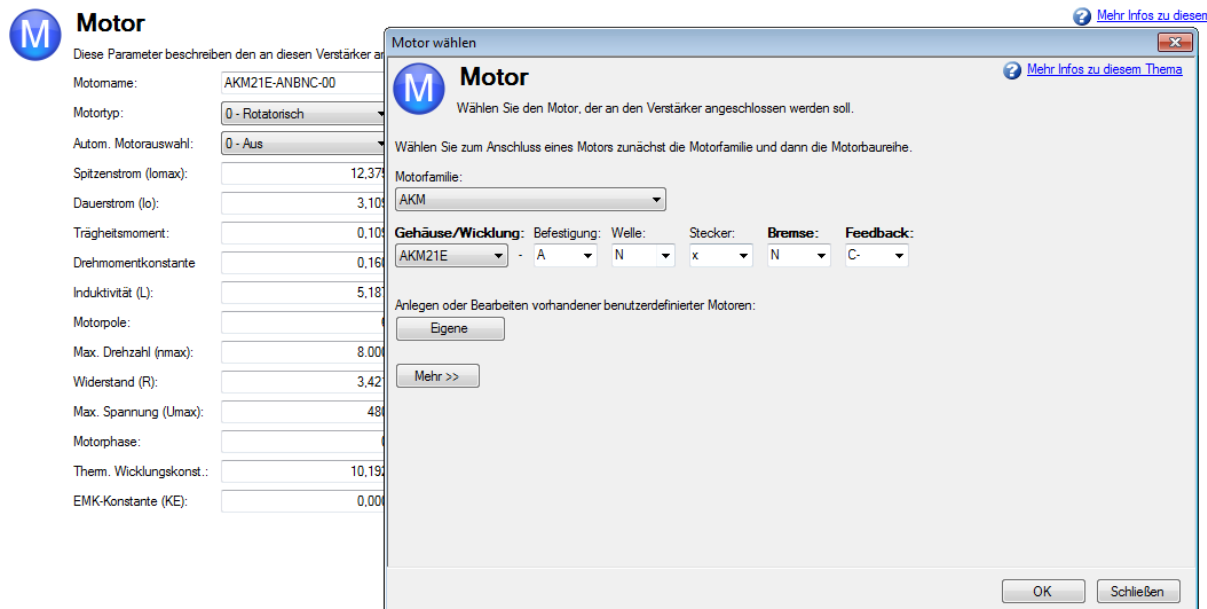 M
Motor
Mehr Infos zu diesen
Diese Parameter beschreiben den an diesen Verstärker an
Motorname:
AKM21E-ANBNC-00
Motortyp:
0 - Rotatorisch
Autom. Motorauswahl:
0 - Aus
Spitzenstrom (Iomax):
12,375
Dauerstrom (Io):
3,105
Trägheitsmoment:
0,105
Drehmomentkonstante
0,160
Induktivität (L):
5,187
Motorpole:
6
Max. Drehzahl (nmax):
8.000
Widerstand (R):
3,421
Max. Spannung (Umax):
480
Motorphase:
0
Therm. Wicklungskonst.:
10,192
EMK-Konstante (KE):
0,000
Motor wählen
M
Motor
Mehr Infos zu diesem Thema
Wählen Sie den Motor, der an den Verstärker angeschlossen werden soll.
Wählen Sie zum Anschluss eines Motors zunächst die Motorfamilie und dann die Motorbaureihe.
Motorfamilie:
AKM
Gehäuse/Wicklung: Befestigung: Welle: Stecker: Bremse: Feedback:
AKM21E - A N x N C-
Anlegen oder Bearbeiten vorhandener benutzerdefinierter Motoren:
Eigene
Mehr >>
OK Schließen